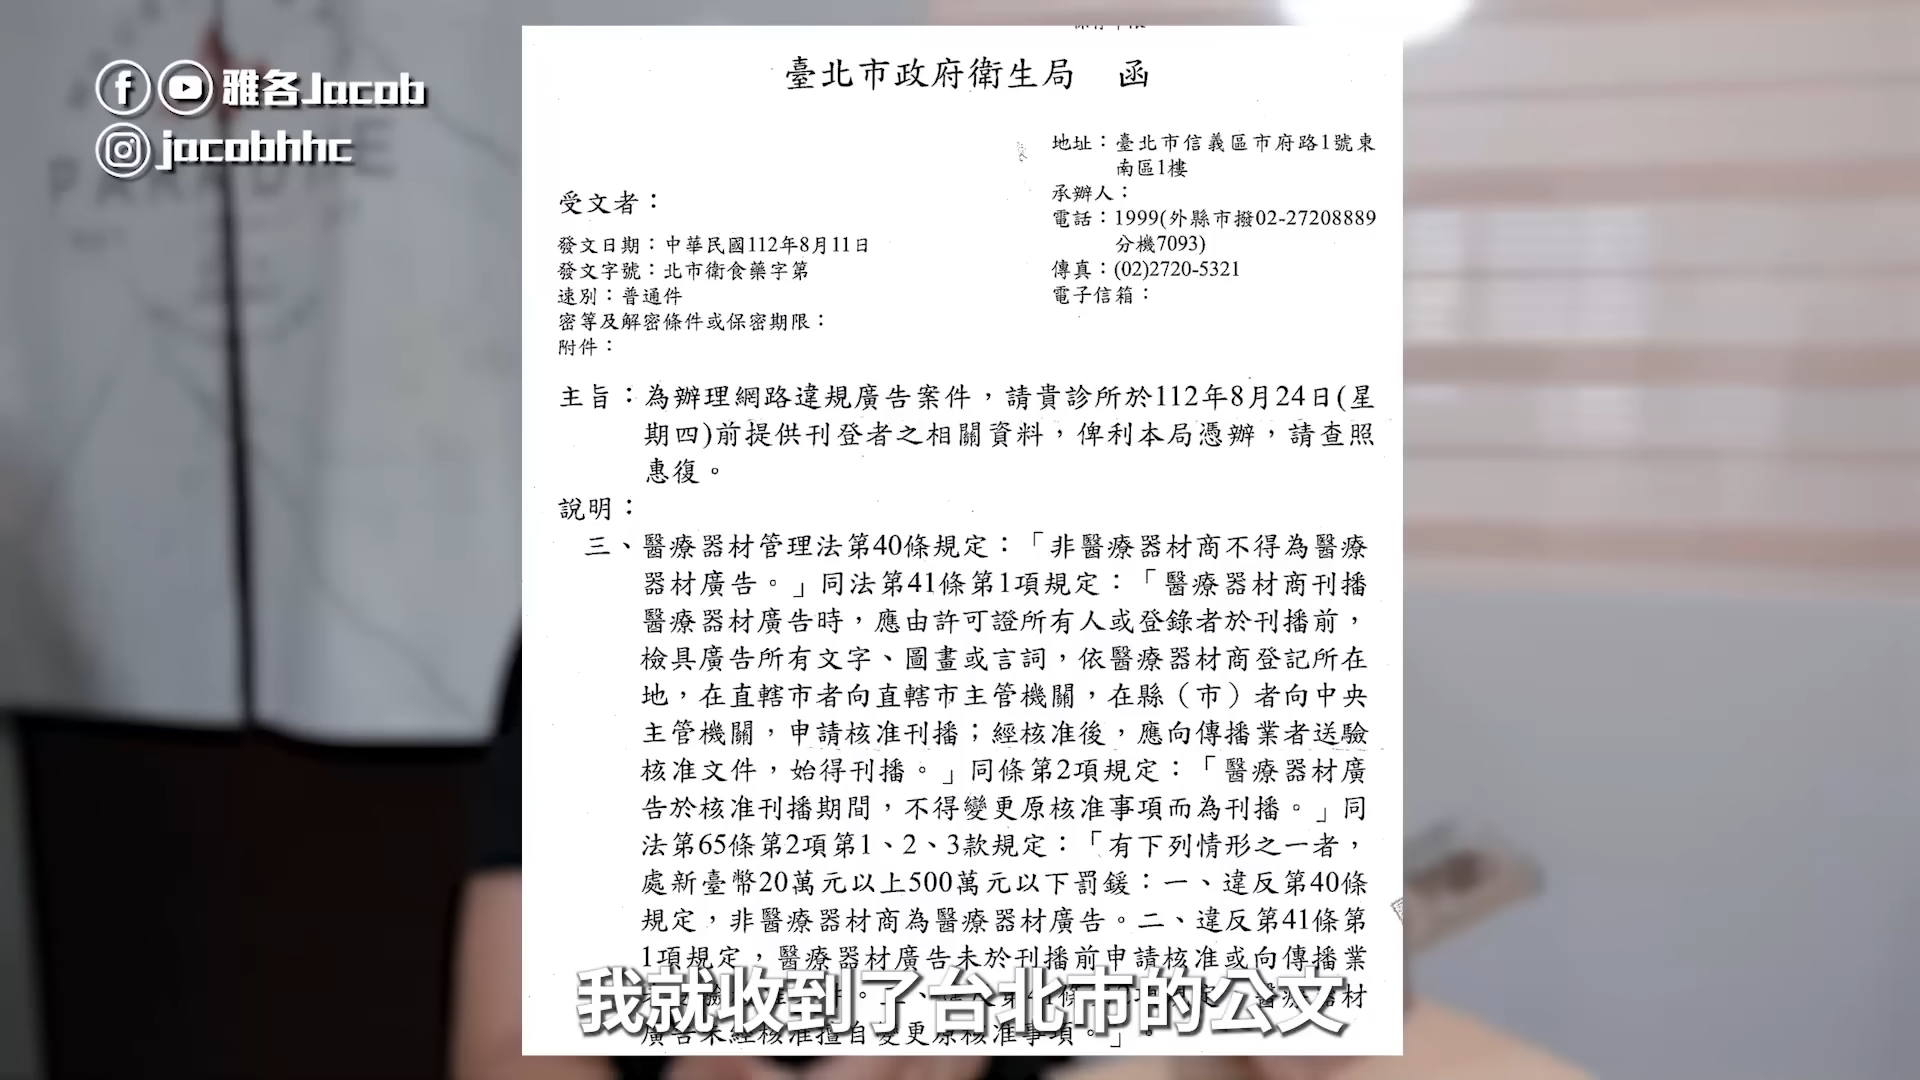 雅各Jacob
jacobhhc
臺北市政府衛生局 函
地址：臺北市信義區市府路1號東
南區1樓
承辦人：
電話：1999(外縣市撥02-27208889
分機7093)
傳真：(02)2720-5321
電子信箱：
受文者：
發文日期：中華民國112年8月11日
發文字號：北市衛食藥字第
速別：普通件
密等及解密條件或保密期限：
附件：
主旨：為辦理網路違規廣告案件，請貴診所於112年8月24日(星
期四)前提供刊登者之相關資料，俾利本局憑辦，請查照
惠復。
說明：
三、醫療器材管理法第40條規定：「非醫療器材商不得為醫療
器材廣告。」同法第41條第1項規定：「醫療器材商刊播
醫療器材廣告時，應由許可證所有人或登錄者於刊播前，
檢具廣告所有文字、圖畫或言詞，依醫療器材商登記所在
地，在直轄市者向直轄市主管機關，在縣（市）者向中央
主管機關，申請核准刊播；經核准後，應向傳播業者送驗
核准文件，始得刊播。」同條第2項規定：「醫療器材廣
告於核准刊播期間，不得變更原核准事項而為刊播。」同
法第65條第2項第1、2、3款規定：「有下列情形之一者，
處新臺幣20萬元以上500萬元以下罰鍰：一、違反第40條
規定，非醫療器材商為醫療器材廣告。二、違反第41條第
1項規定，醫療器材廣告未於刊播前申請核准或向傳播業
醫療器材
廣告未經核准擅自變更原核准事項。」。
我就收到了台北市的公文